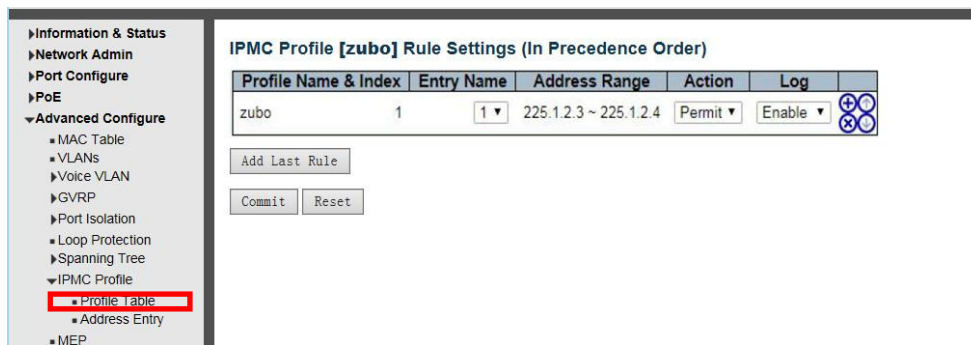 Information & Status
Network Admin
Port Configure
PoE
Advanced Configure
MAC Table
VLANs
Voice VLAN
GVRP
Port Isolation
Loop Protection
Spanning Tree
IPMC Profile
Profile Table
Address Entry
MEP
IPMC Profile [zubo] Rule Settings (In Precedence Order)
Profile Name & Index Entry Name Address Range Action Log
zubo 1 1 225.1.2.3 ~ 225.1.2.4 Permit Enable
Add Last Rule
Commit Reset